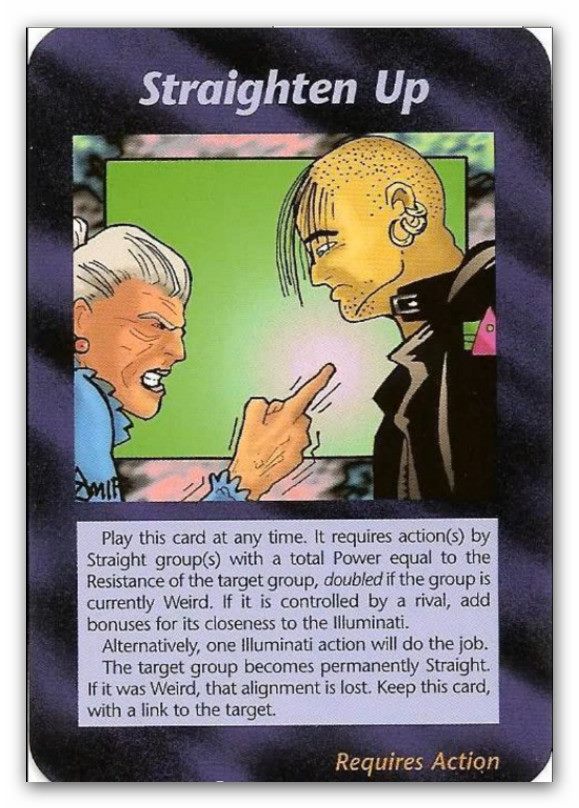 Straighten Up
Play this card at any time. It requires action(s) by
Straight group(s) with a total Power equal to the
Resistance of the target group, doubled if the group is
currently Weird. If it is controlled by a rival, add
bonuses for its closeness to the Illuminati.
Alternatively, one Illuminati action will do the job.
The target group becomes permanently Straight.
If it was Weird, that alignment is lost. Keep this card,
with a link to the target.
Requires Action